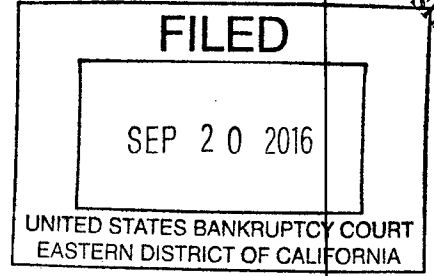 FILED
SEP 20 2016
UNITED STATES BANKRUPTCY COURT
EASTERN DISTRICT OF CALIFORNIA